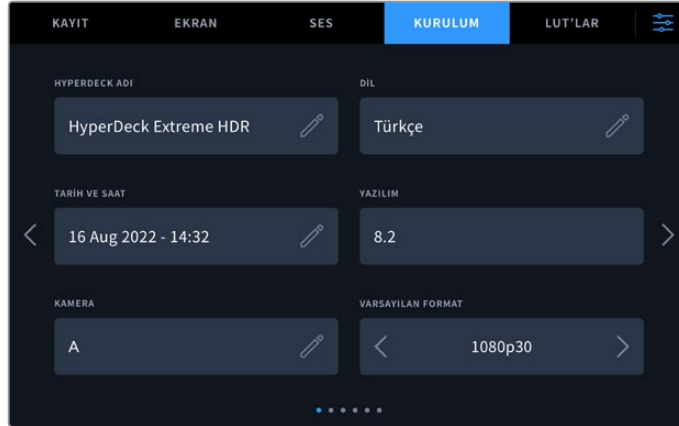 KAYIT EKRAN SES KURULUM LUT’LAR
HYPERDECK ADI DİL
HyperDeck Extreme HDR Türkçe
TARİH VE SAAT YAZILIM
16 Aug 2022 - 14:32 8.2
KAMERA VARSAYILAN FORMAT
A 1080p30